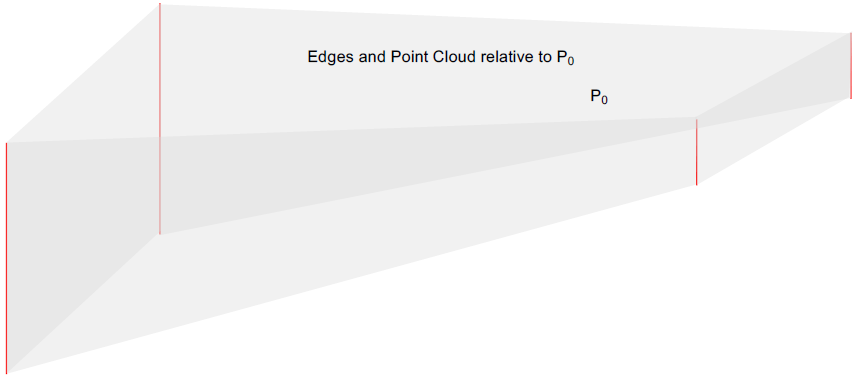 Edges and Point Cloud relative to P₀
P₀